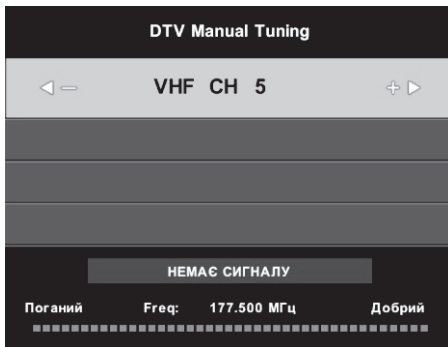 DTV Manual Tuning
VHF CH 5
НЕМАЄ СИГНАЛУ
Поганий Freq: 177.500 МГц Добрий